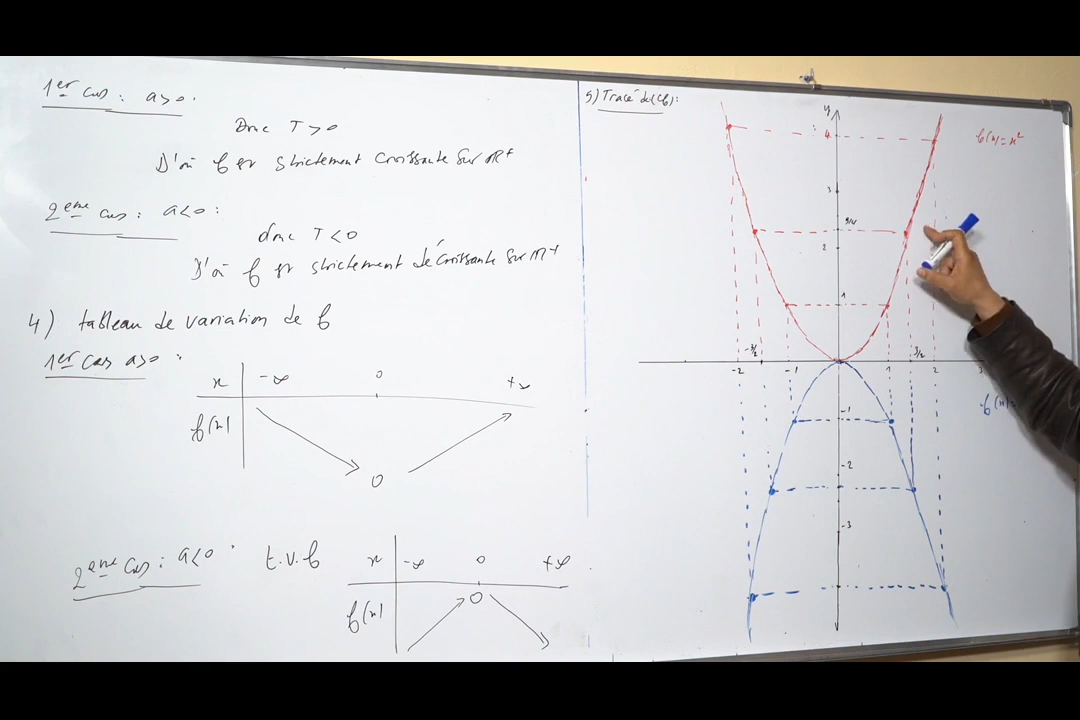 1er cas : a>0.
Donc T>0
D'où f est strictement croissante sur IR+
2eme cas : a<0 :
donc T<0
D'où f est strictement décroissante sur IR+
4) tableau de variation de f
1er cas a>0 :
x -∞ 0 +∞
f(x)
0
2eme cas : a<0 : t.v.f
x -∞ 0 +∞
f(x) 0
5) Tracé de (Cf) :
y
f(x)=x²
4
3
9/4
2
1
-3/2 3/2
-2 -1 1 2 3
f(x)=
-1
-2
-3